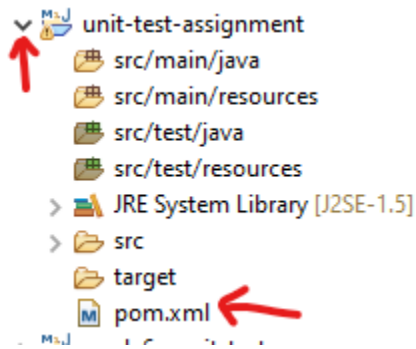 unit-test-assignment
src/main/java
src/main/resources
src/test/java
src/test/resources
JRE System Library [J2SE-1.5]
src
target
pom.xml